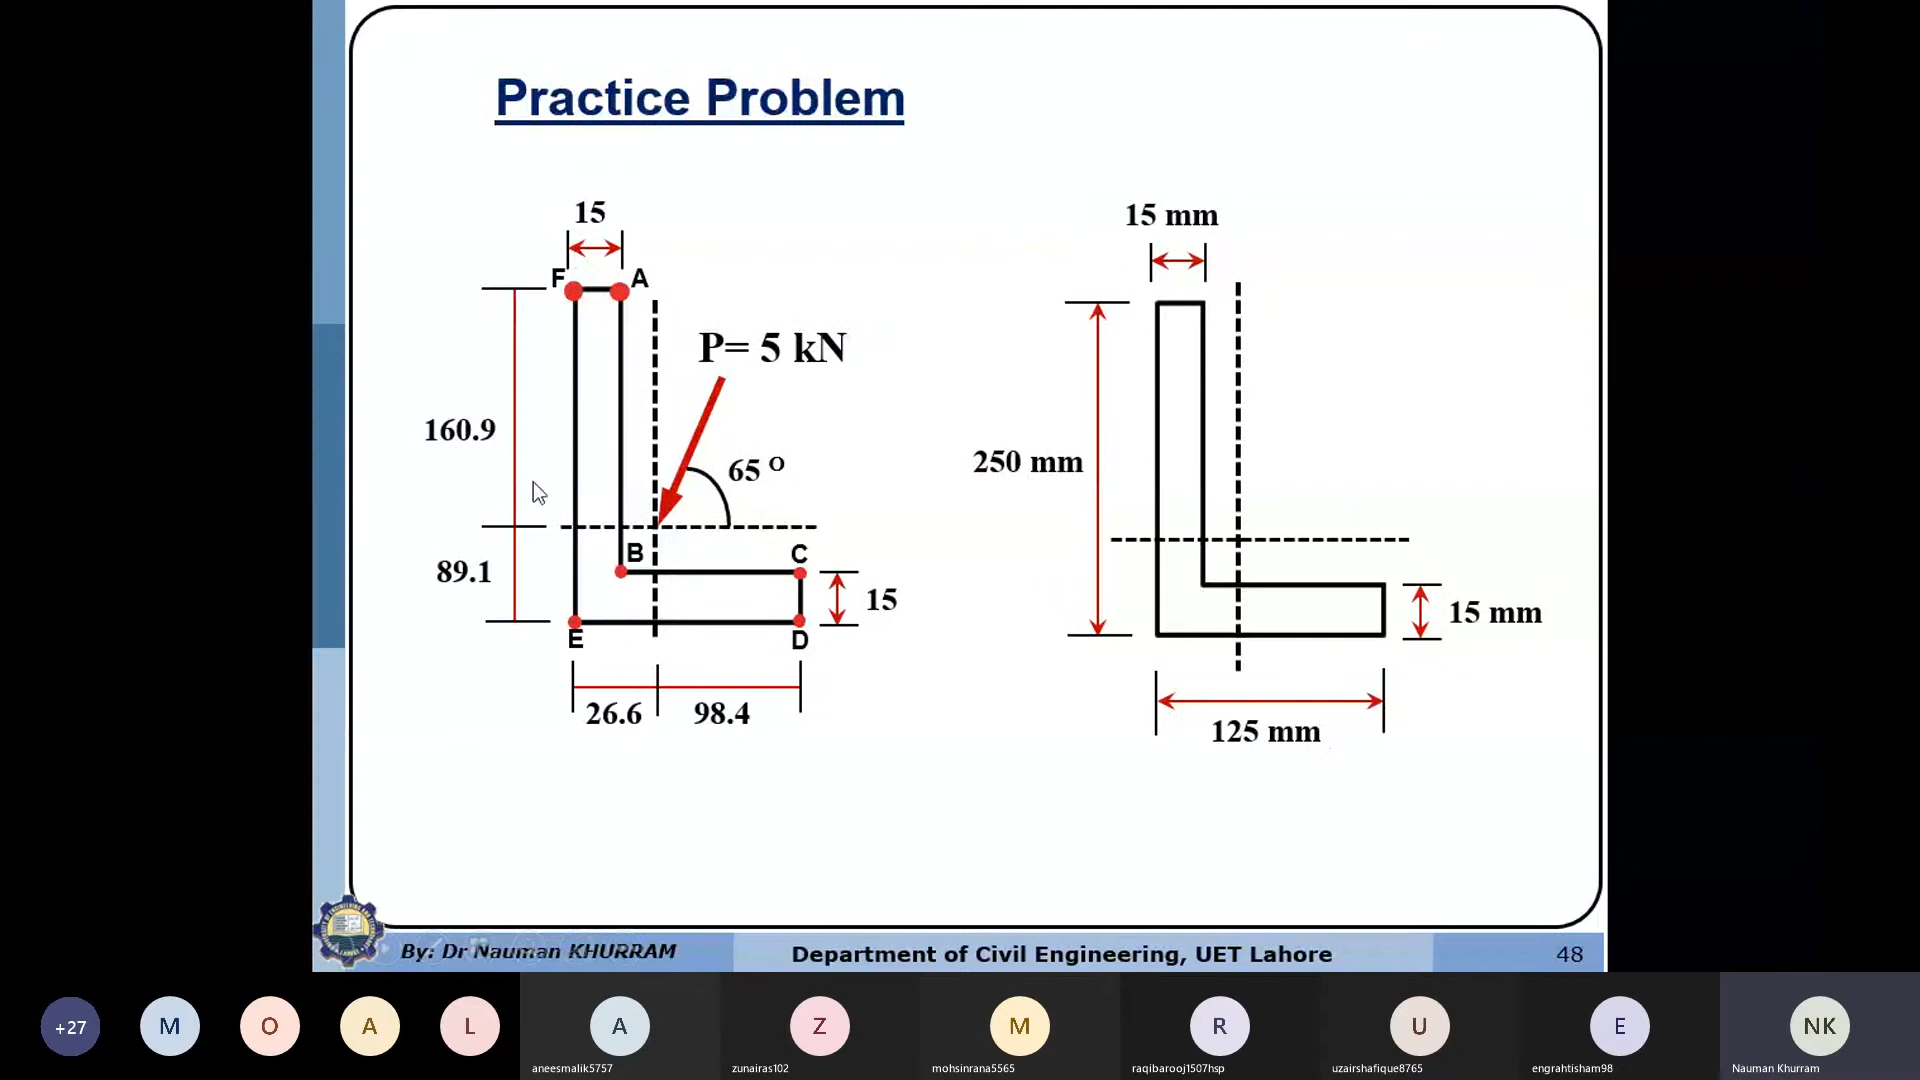 Practice Problem
15
F
A
P= 5 kN
160.9
65 O
89.1
B
C
15
E
D
26.6
98.4
15 mm
250 mm
15 mm
125 mm
By: Dr Nauman KHURRAM
Department of Civil Engineering, UET Lahore
48
+27
M
O
A
L
A
Z
M
R
U
E
NK
aneesmalik5757
zunairas102
mohsinrana5565
raqibarooj1507hsp
uzairshafique8765
engrahtisham98
Nauman Khurram